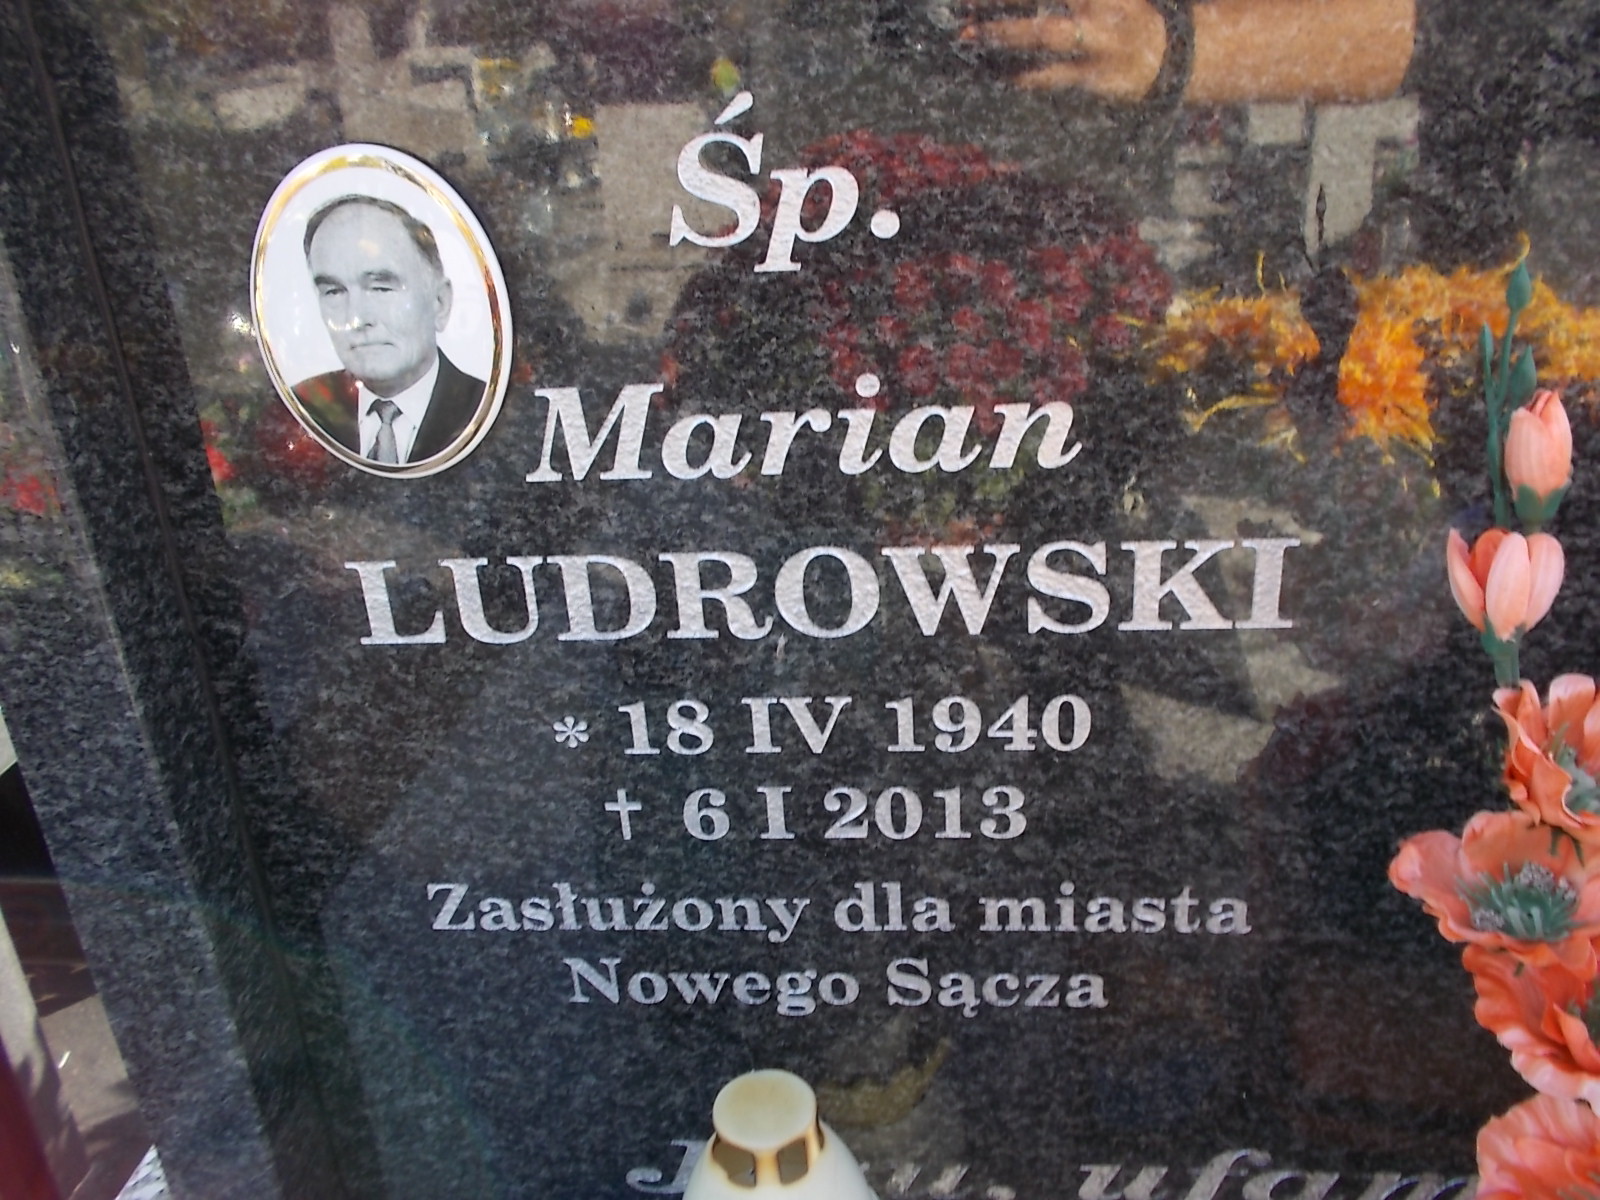 Śp.
Marian
LUDROWSKI
* 18 IV 1940
† 6 I 2013
Zasłużony dla miasta
Nowego Sącza